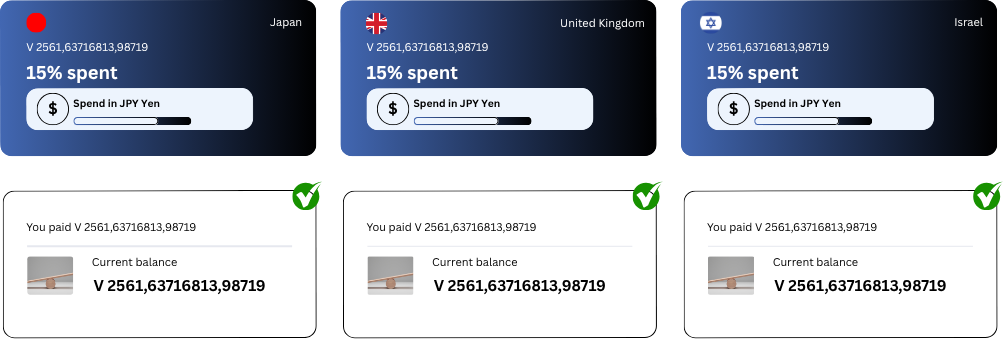 Japan
V 2561,63716813,98719
15% spent
$
Spend in JPY Yen
United Kingdom
V 2561,63716813,98719
15% spent
$
Spend in JPY Yen
Israel
V 2561,63716813,98719
15% spent
$
Spend in JPY Yen
You paid V 2561,63716813,98719
Current balance
V 2561,63716813,98719
You paid V 2561,63716813,98719
Current balance
V 2561,63716813,98719
You paid V 2561,63716813,98719
Current balance
V 2561,63716813,98719